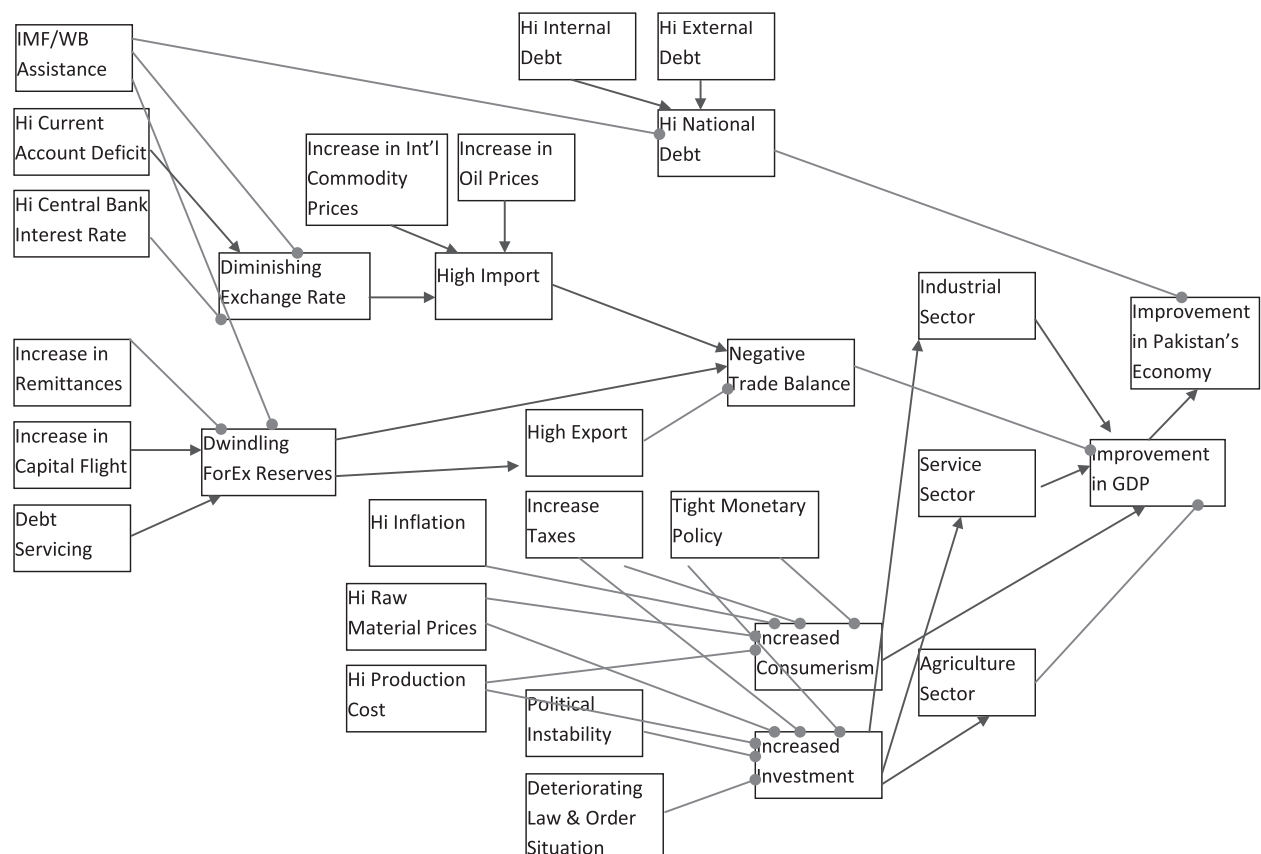 IMF/WB
Assistance
Hi Internal
Debt
Hi External
Debt
Hi Current
Account Deficit
Hi National
Debt
Increase in Int’l
Commodity
Prices
Increase in
Oil Prices
Hi Central Bank
Interest Rate
Diminishing
Exchange Rate
High Import
Industrial
Sector
Improvement
in Pakistan’s
Economy
Increase in
Remittances
Negative
Trade Balance
Increase in
Capital Flight
Dwindling
ForEx Reserves
High Export
Service
Sector
Improvement
in GDP
Debt
Servicing
Hi Inflation
Increase
Taxes
Tight Monetary
Policy
Hi Raw
Material Prices
Increased
Consumerism
Hi Production
Cost
Agriculture
Sector
Political
Instability
Increased
Investment
Deteriorating
Law & Order
Situation